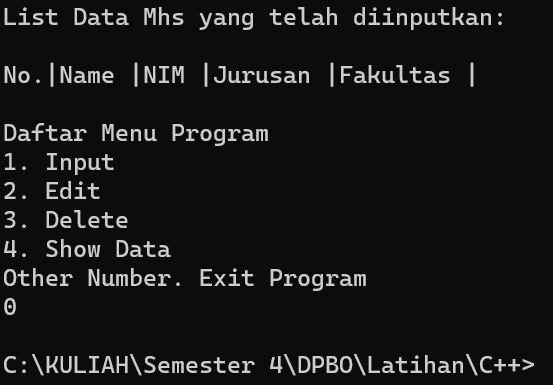 List Data Mhs yang telah diinputkan:
No.|Name |NIM |Jurusan |Fakultas |
Daftar Menu Program
1. Input
2. Edit
3. Delete
4. Show Data
Other Number. Exit Program
0
C:\KULIAH\Semester 4\DPBO\Latihan\C++>